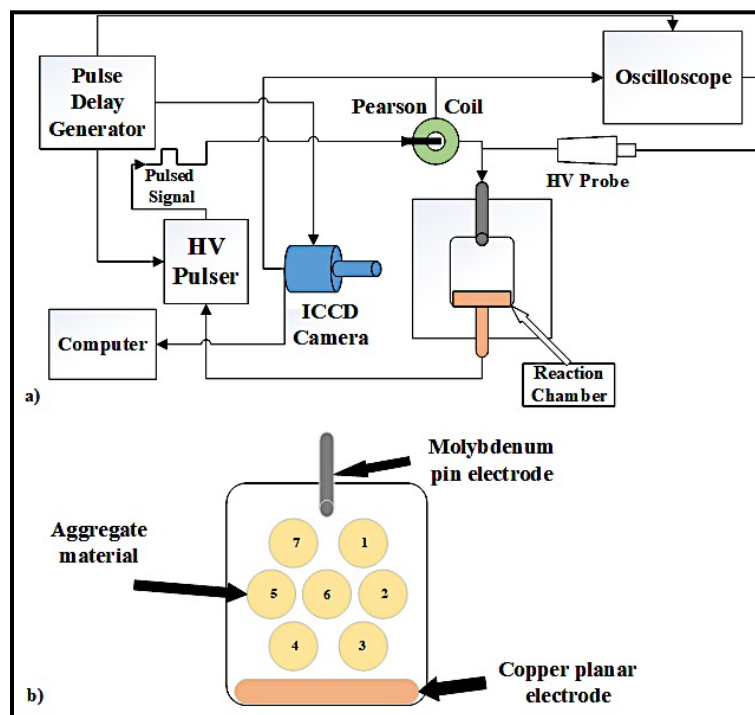 Pulse
Delay
Generator
Oscilloscope
Pearson Coil
HV Probe
Pulsed
Signal
HV
Pulser
ICCD
Camera
Computer
Reaction
Chamber
a)
Molybdenum
pin electrode
Aggregate
material
7 1
5 6 2
4 3
Copper planar
electrode
b)